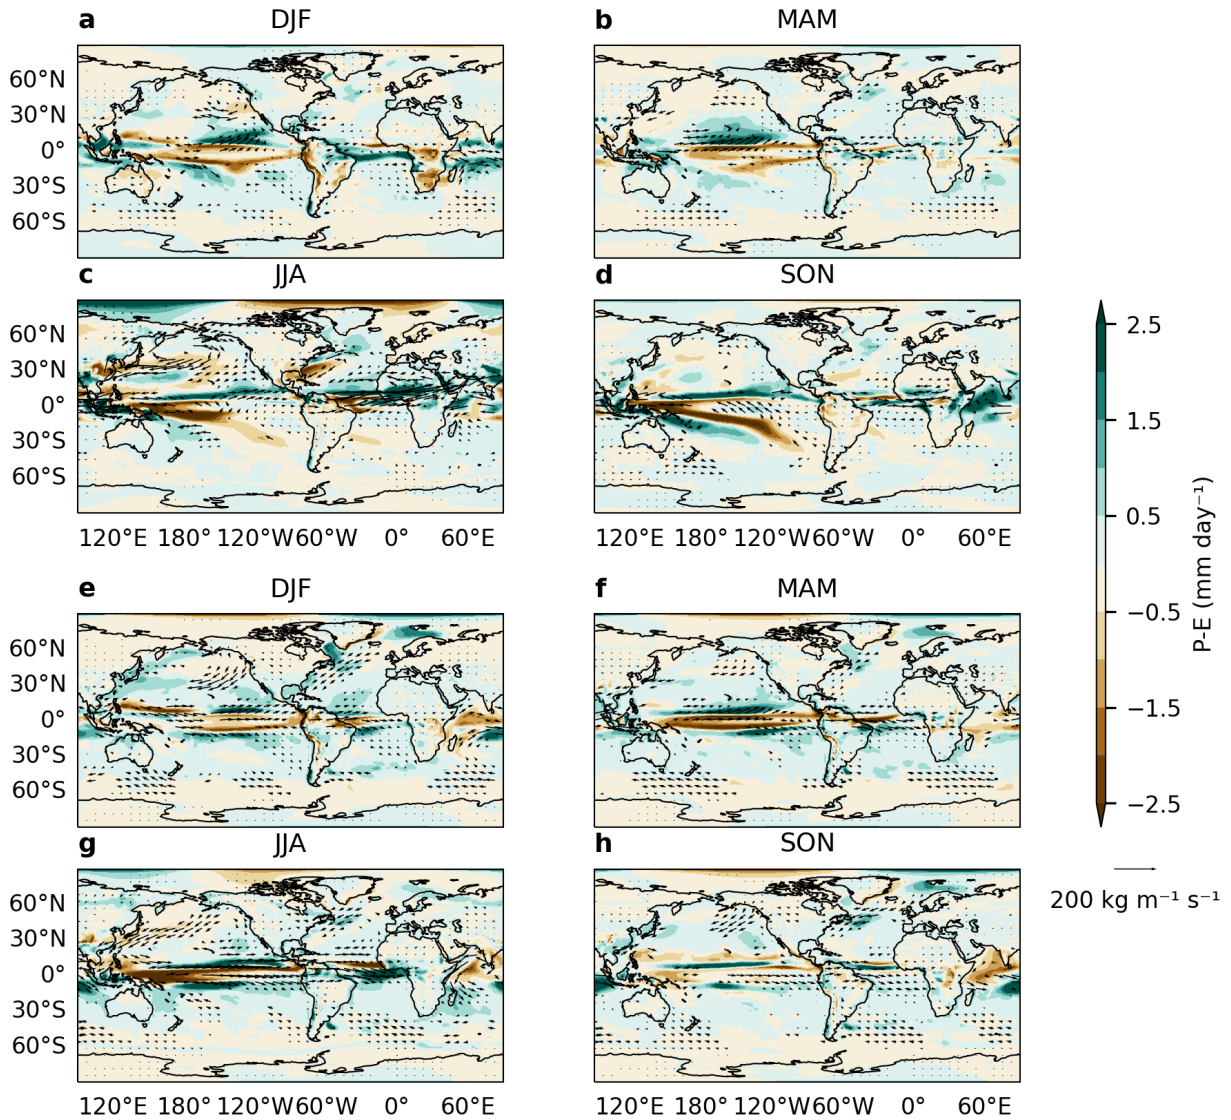 a DJF
b MAM
60°N
30°N
0°
30°S
60°S
c JJA
d SON
60°N
30°N
0°
30°S
60°S
120°E 180° 120°W 60°W 0° 60°E
120°E 180° 120°W 60°W 0° 60°E
e DJF
f MAM
60°N
30°N
0°
30°S
60°S
g JJA
h SON
60°N
30°N
0°
30°S
60°S
120°E 180° 120°W 60°W 0° 60°E
120°E 180° 120°W 60°W 0° 60°E
2.5
1.5
0.5
−0.5
−1.5
−2.5
P-E (mm day⁻¹)
200 kg m⁻¹ s⁻¹